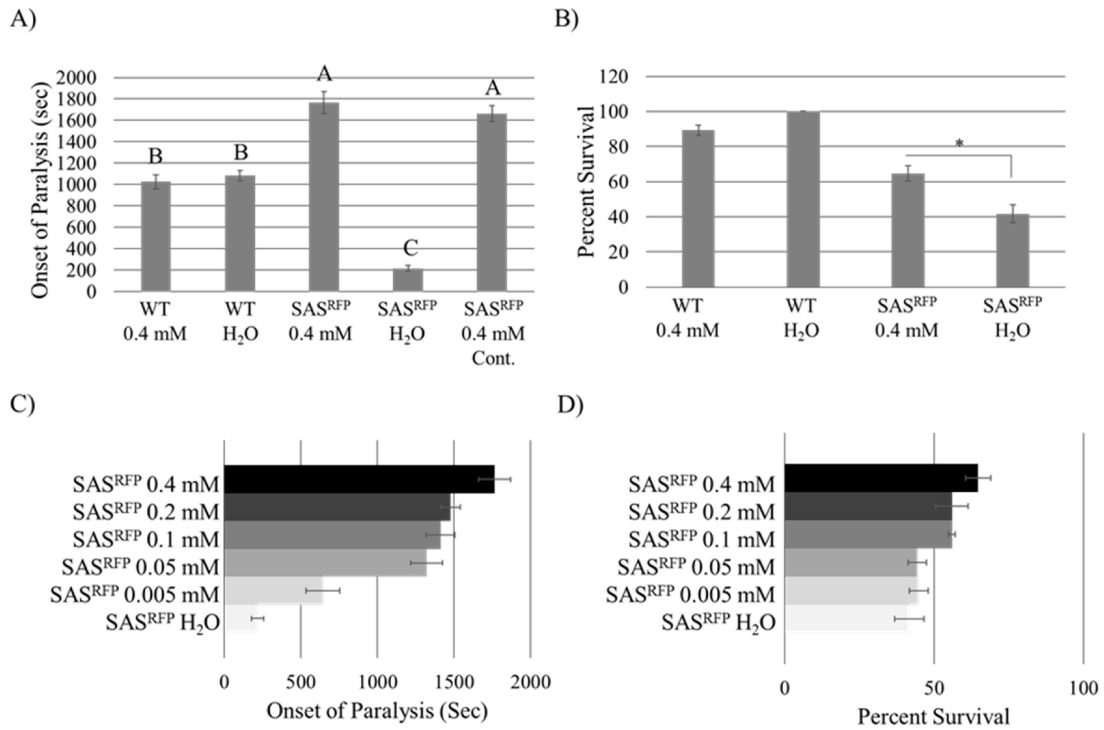 A)
B)
2000
1800
1600
1400
1200
1000
800
600
400
200
0
Onset of Paralysis (sec)
B
B
A
C
A
WT 0.4 mM
WT H₂O
SASᴿᶠᴾ 0.4 mM
SASᴿᶠᴾ H₂O
SASᴿᶠᴾ 0.4 mM Cont.
120
100
80
60
40
20
0
Percent Survival
*
WT 0.4 mM
WT H₂O
SASᴿᶠᴾ 0.4 mM
SASᴿᶠᴾ H₂O
C)
SASᴿᶠᴾ 0.4 mM
SASᴿᶠᴾ 0.2 mM
SASᴿᶠᴾ 0.1 mM
SASᴿᶠᴾ 0.05 mM
SASᴿᶠᴾ 0.005 mM
SASᴿᶠᴾ H₂O
0 500 1000 1500 2000
Onset of Paralysis (Sec)
D)
SASᴿᶠᴾ 0.4 mM
SASᴿᶠᴾ 0.2 mM
SASᴿᶠᴾ 0.1 mM
SASᴿᶠᴾ 0.05 mM
SASᴿᶠᴾ 0.005 mM
SASᴿᶠᴾ H₂O
0 50 100
Percent Survival